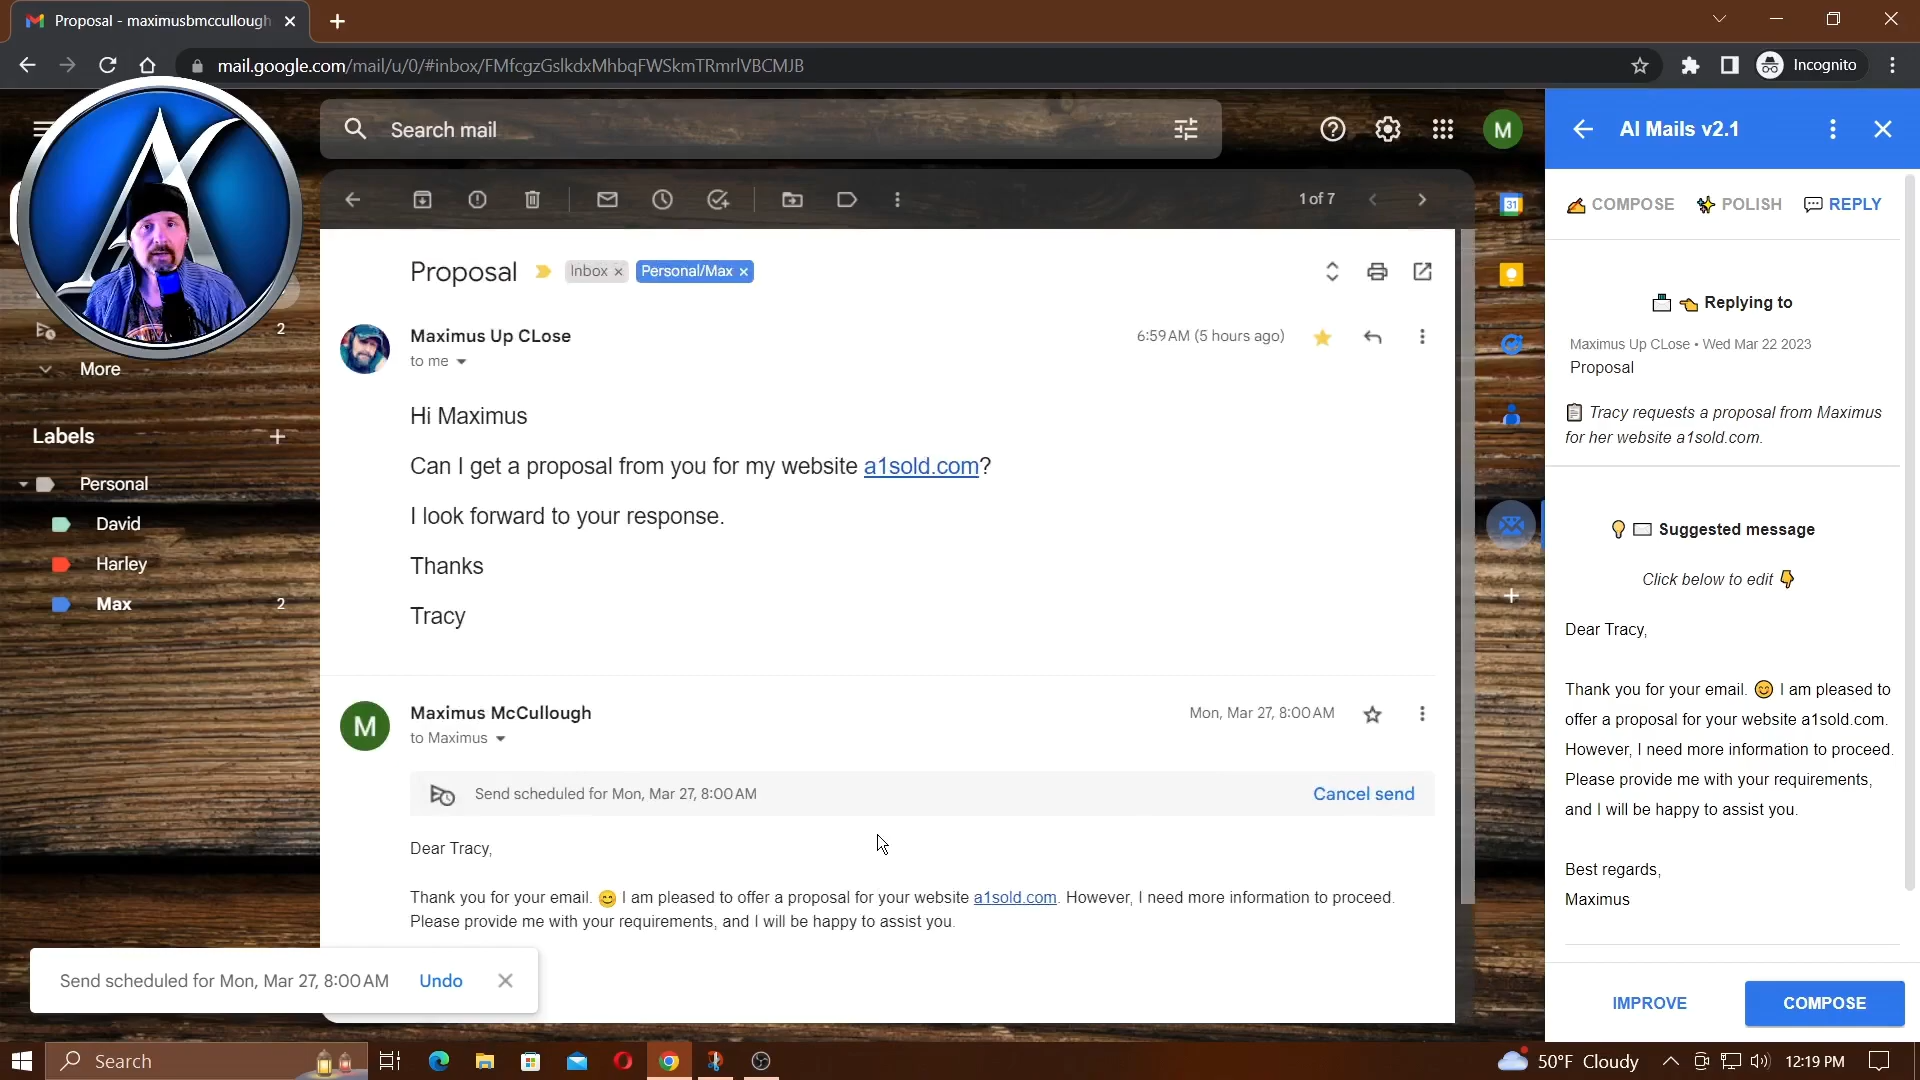 Proposal - maximusbmccullough
mail.google.com/mail/u/0/#inbox/FMfcgzGslkdxMhbqFWSkmTRmrlVBCMJB
Incognito
Search mail
M
AI Mails v2.1
1 of 7
31
COMPOSE
POLISH
REPLY
Proposal
Inbox
Personal/Max
Replying to
2
Maximus Up CLose
6:59 AM (5 hours ago)
to me
Maximus Up CLose • Wed Mar 22 2023
Proposal
More
Hi Maximus
Tracy requests a proposal from Maximus
for her website a1sold.com.
Labels
Can I get a proposal from you for my website a1sold.com?
Personal
I look forward to your response.
David
Suggested message
Thanks
Harley
Click below to edit
Max
2
Tracy
Dear Tracy,
Thank you for your email. 😊 I am pleased to
offer a proposal for your website a1sold.com.
However, I need more information to proceed.
Please provide me with your requirements,
and I will be happy to assist you.
Best regards,
Maximus
M
Maximus McCullough
Mon, Mar 27, 8:00 AM
to Maximus
Send scheduled for Mon, Mar 27, 8:00 AM
Cancel send
Dear Tracy,
Thank you for your email. 😊 I am pleased to offer a proposal for your website a1sold.com. However, I need more information to proceed.
Please provide me with your requirements, and I will be happy to assist you.
Send scheduled for Mon, Mar 27, 8:00 AM
Undo
IMPROVE
COMPOSE
Search
50°F Cloudy
12:19 PM